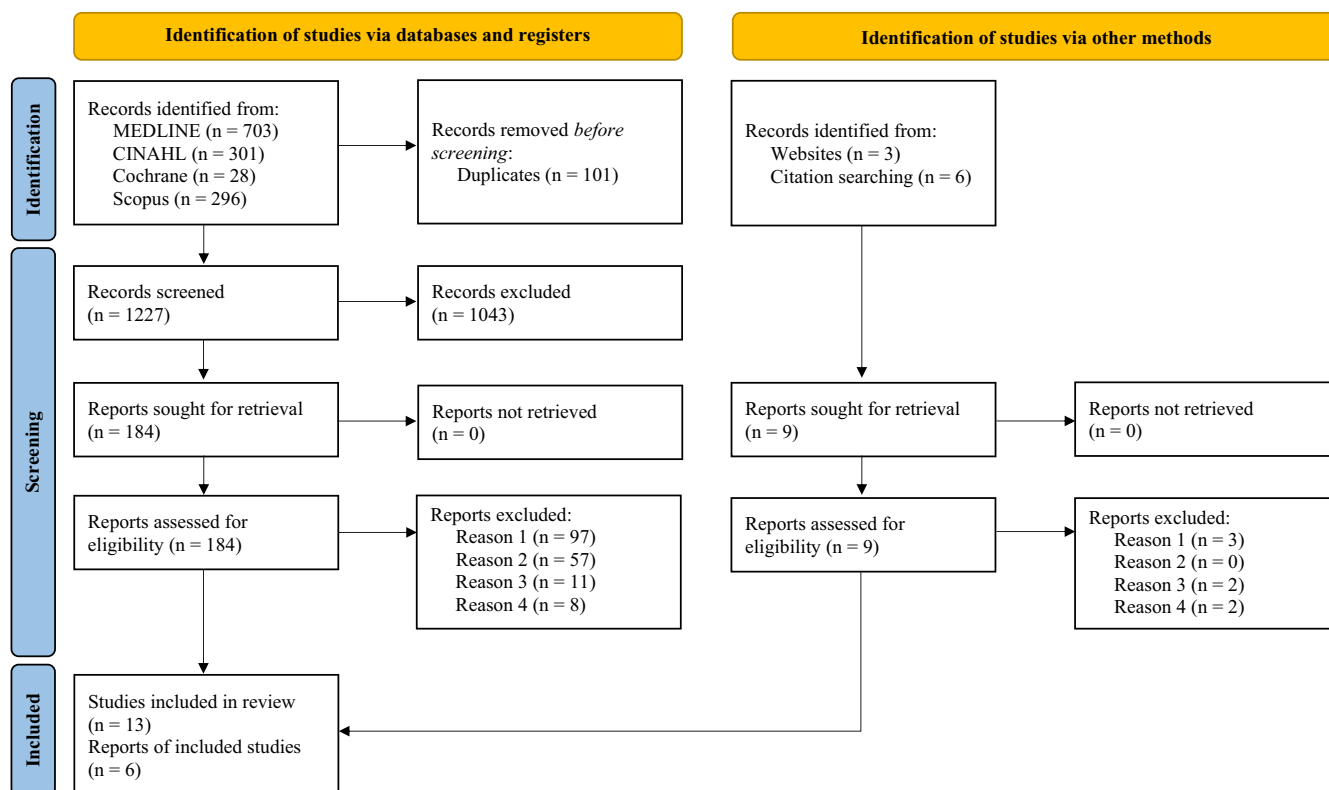 Identification of studies via databases and registers
Identification of studies via other methods
Identification
Records identified from:
MEDLINE (n = 703)
CINAHL (n = 301)
Cochrane (n = 28)
Scopus (n = 296)
Records removed before
screening:
Duplicates (n = 101)
Records identified from:
Websites (n = 3)
Citation searching (n = 6)
Screening
Records screened
(n = 1227)
Records excluded
(n = 1043)
Reports sought for retrieval
(n = 184)
Reports not retrieved
(n = 0)
Reports sought for retrieval
(n = 9)
Reports not retrieved
(n = 0)
Reports assessed for
eligibility (n = 184)
Reports excluded:
Reason 1 (n = 97)
Reason 2 (n = 57)
Reason 3 (n = 11)
Reason 4 (n = 8)
Reports assessed for
eligibility (n = 9)
Reports excluded:
Reason 1 (n = 3)
Reason 2 (n = 0)
Reason 3 (n = 2)
Reason 4 (n = 2)
Included
Studies included in review
(n = 13)
Reports of included studies
(n = 6)